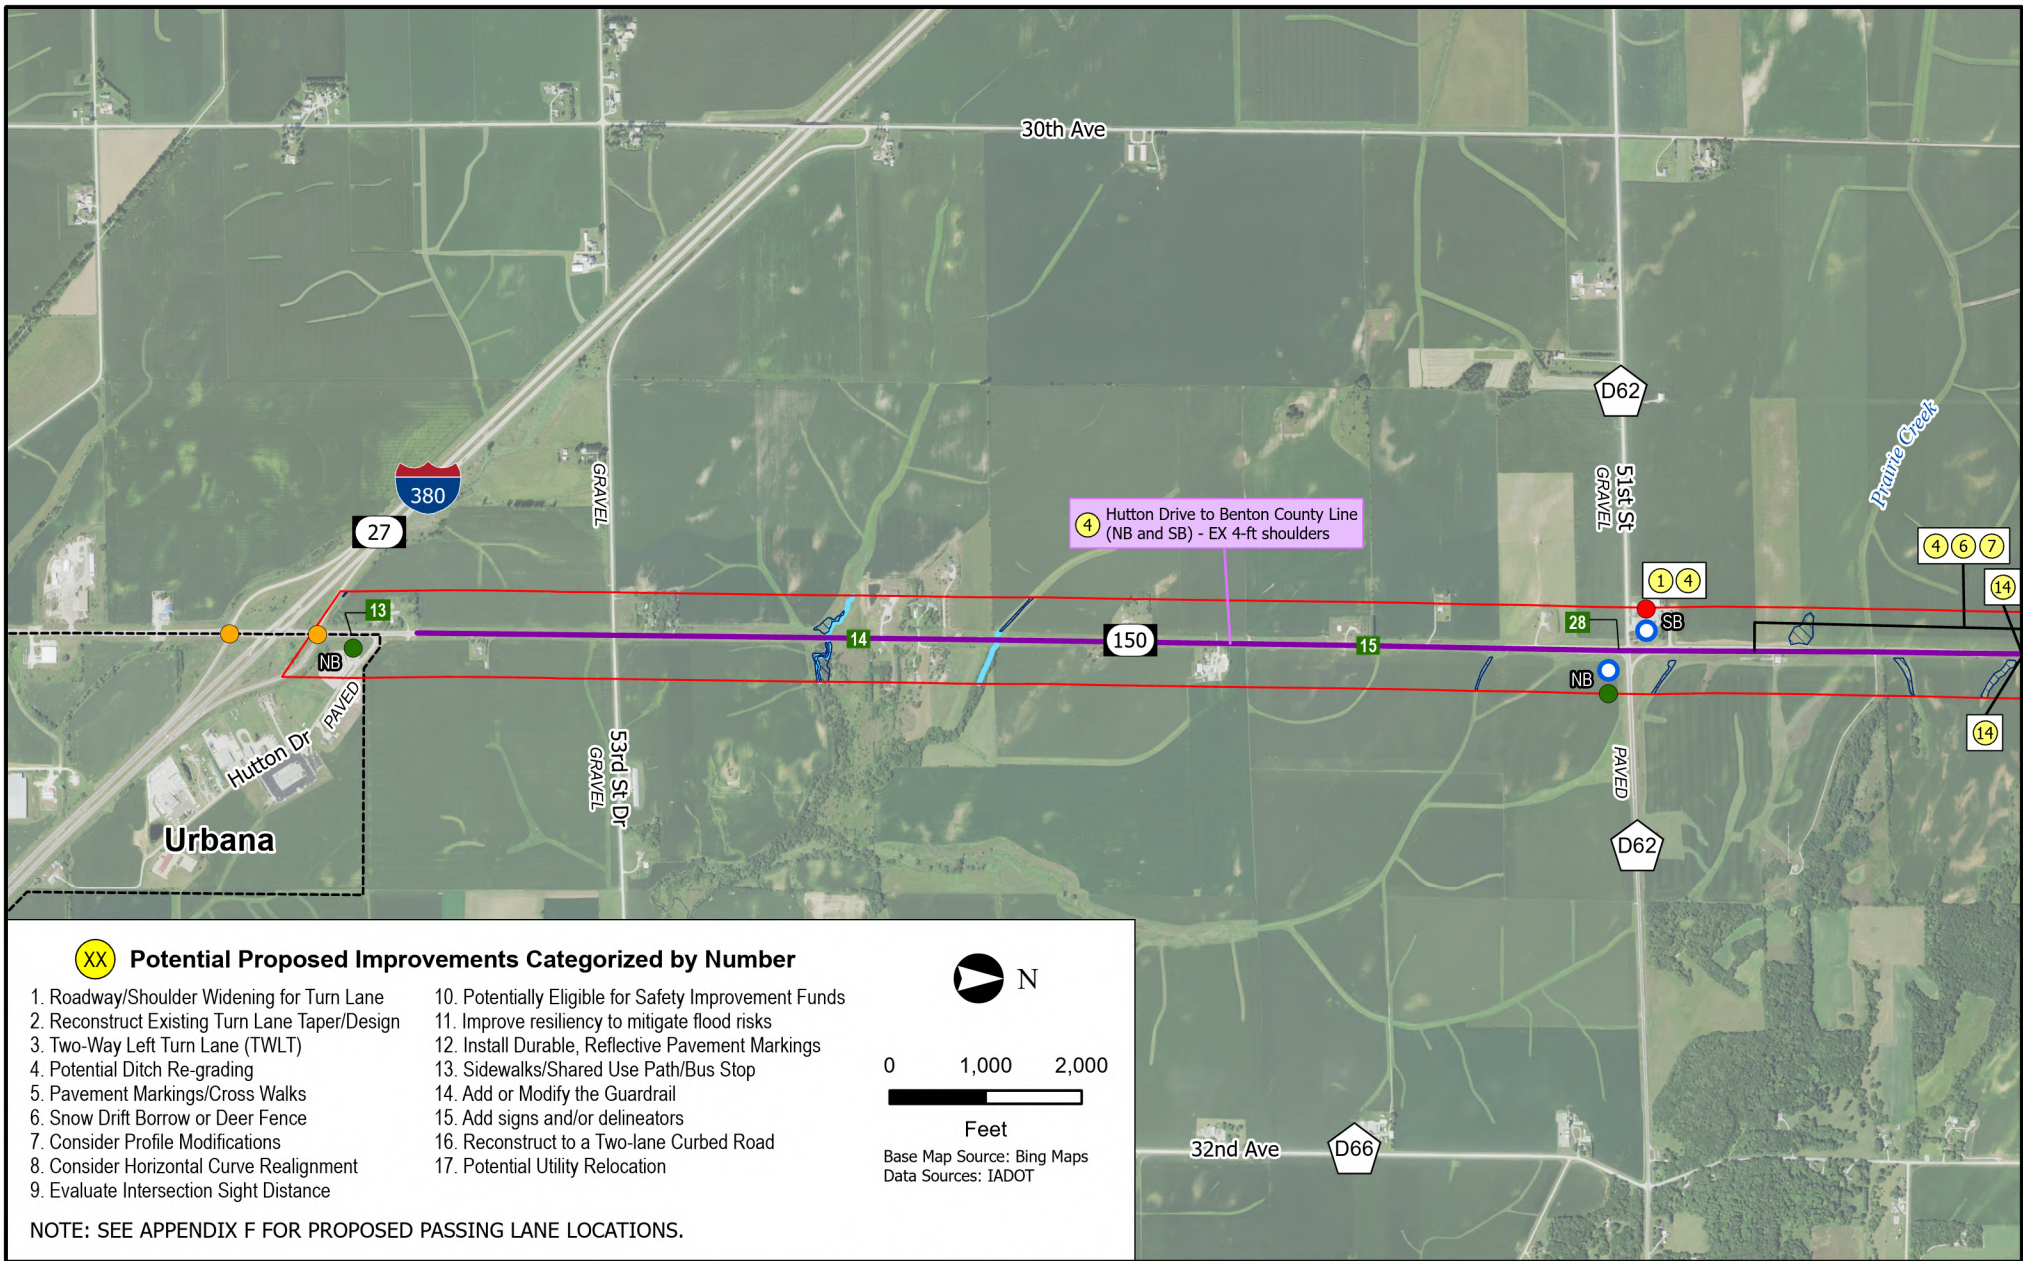 30th Ave
D62
Prairie Creek
GRAVEL
51st St
GRAVEL
380
27
4 Hutton Drive to Benton County Line
(NB and SB) - EX 4-ft shoulders
4 6 7
1 4
14
13
28
SB
14
150
15
NB
NB
PAVED
14
Hutton Dr
53rd St Dr
GRAVEL
PAVED
Urbana
D62
XX Potential Proposed Improvements Categorized by Number
1. Roadway/Shoulder Widening for Turn Lane
2. Reconstruct Existing Turn Lane Taper/Design
3. Two-Way Left Turn Lane (TWLT)
4. Potential Ditch Re-grading
5. Pavement Markings/Cross Walks
6. Snow Drift Borrow or Deer Fence
7. Consider Profile Modifications
8. Consider Horizontal Curve Realignment
9. Evaluate Intersection Sight Distance
10. Potentially Eligible for Safety Improvement Funds
11. Improve resiliency to mitigate flood risks
12. Install Durable, Reflective Pavement Markings
13. Sidewalks/Shared Use Path/Bus Stop
14. Add or Modify the Guardrail
15. Add signs and/or delineators
16. Reconstruct to a Two-lane Curbed Road
17. Potential Utility Relocation
NOTE: SEE APPENDIX F FOR PROPOSED PASSING LANE LOCATIONS.
N
0 1,000 2,000
Feet
Base Map Source: Bing Maps
Data Sources: IADOT
32nd Ave
D66